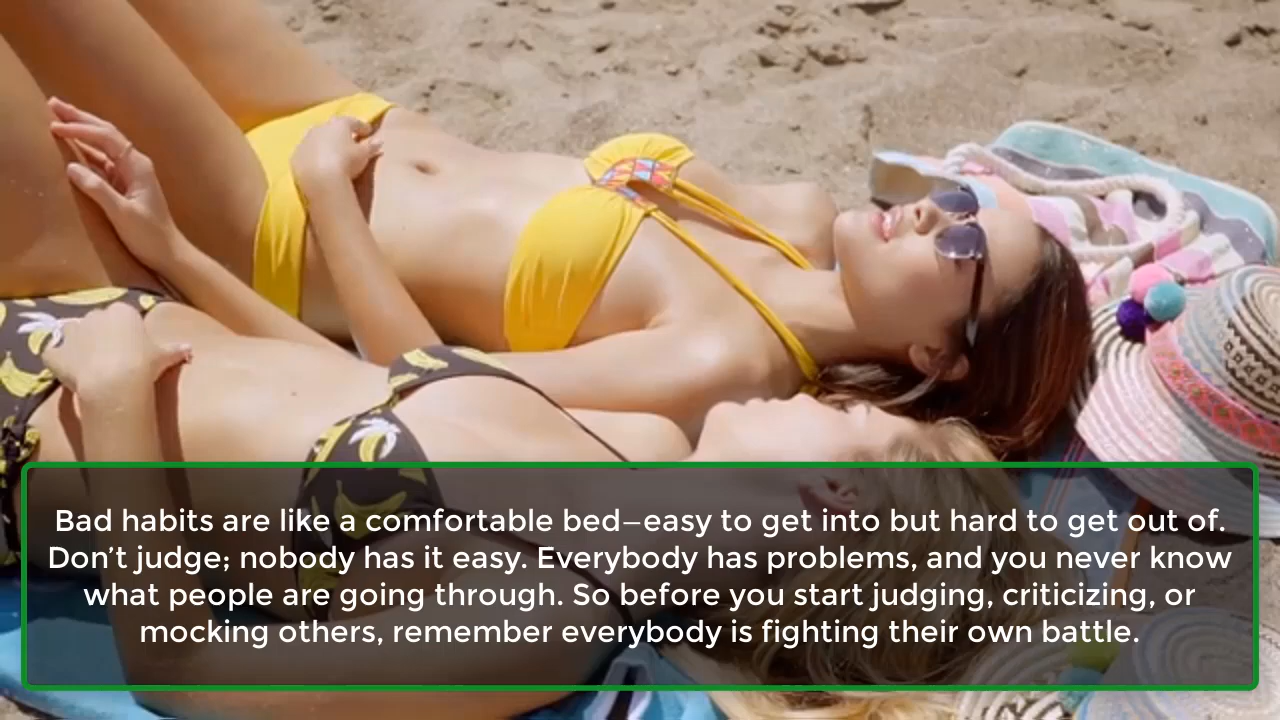 Bad habits are like a comfortable bed—easy to get into but hard to get out of.
Don’t judge; nobody has it easy. Everybody has problems, and you never know
what people are going through. So before you start judging, criticizing, or
mocking others, remember everybody is fighting their own battle.